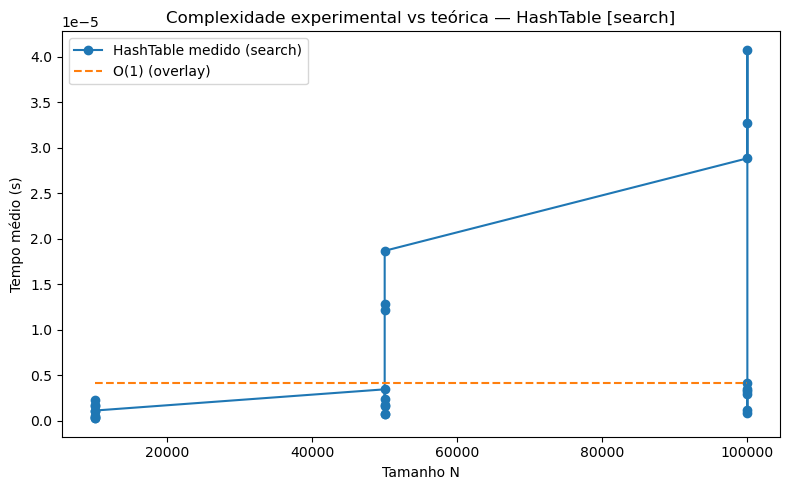 Complexidade experimental vs teórica — HashTable [search]
1e−5
HashTable medido (search)
O(1) (overlay)
4.0
3.5
3.0
2.5
2.0
1.5
1.0
0.5
0.0
Tempo médio (s)
20000 40000 60000 80000 100000
Tamanho N